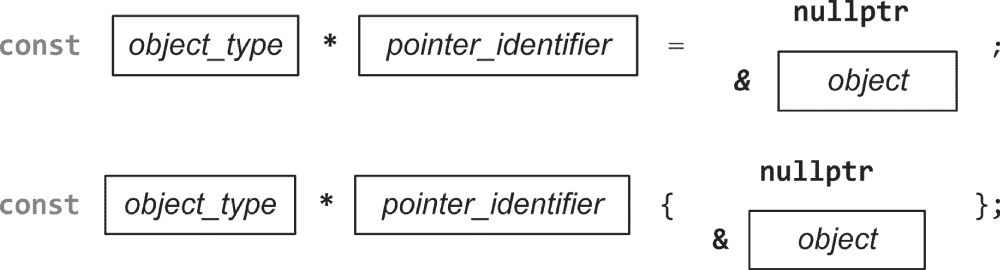 nullptr
const object_type * pointer_identifier = ;
& object
nullptr
const object_type * pointer_identifier { };
& object